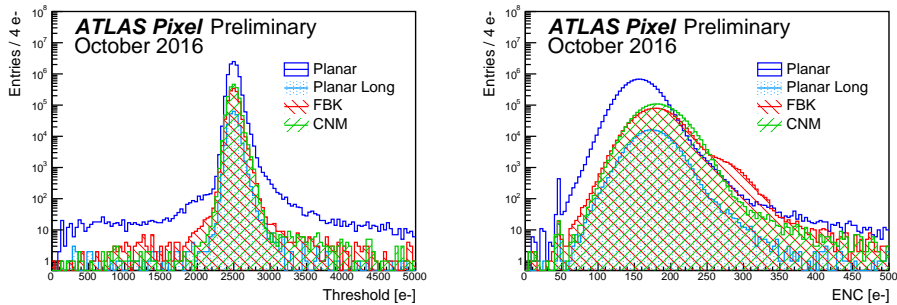 ATLAS Pixel Preliminary
October 2016
Entries / 4 e-
10⁸
10⁷
10⁶
10⁵
10⁴
10³
10²
10
1
Planar
Planar Long
FBK
CNM
0 500 1000 1500 2000 2500 3000 3500 4000 4500 5000
Threshold [e-]
ATLAS Pixel Preliminary
October 2016
Entries / 4 e-
10⁸
10⁷
10⁶
10⁵
10⁴
10³
10²
10
1
Planar
Planar Long
FBK
CNM
0 50 100 150 200 250 300 350 400 450 500
ENC [e-]